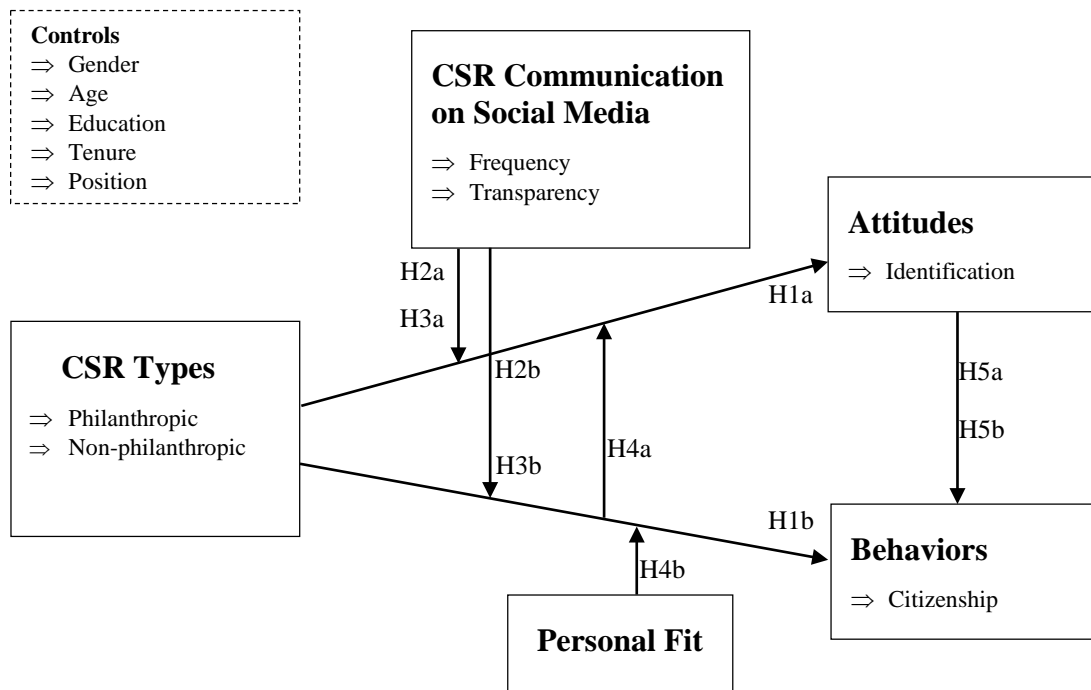 Controls
⇒ Gender
⇒ Age
⇒ Education
⇒ Tenure
⇒ Position
CSR Communication
on Social Media
⇒ Frequency
⇒ Transparency
Attitudes
⇒ Identification
H2a
H3a
H1a
CSR Types
⇒ Philanthropic
⇒ Non-philanthropic
H2b
H3b
H4a
H5a
H5b
H1b
H4b
Behaviors
⇒ Citizenship
Personal Fit